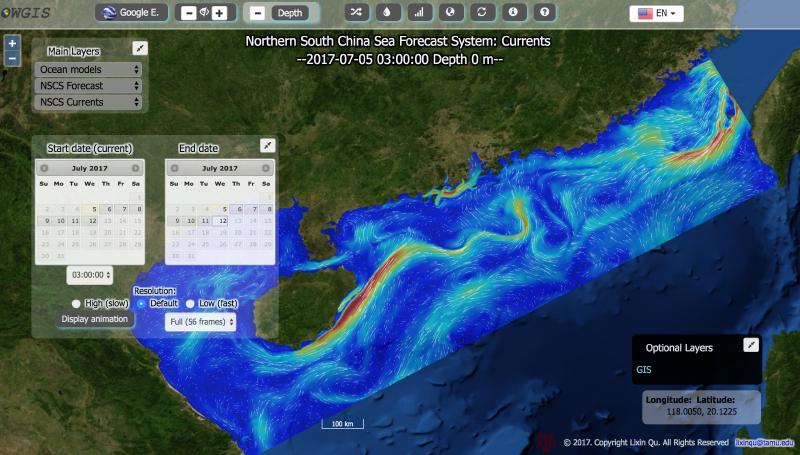 OWGIS
Google E.
Depth
EN
Northern South China Sea Forecast System: Currents
--2017-07-05 03:00:00 Depth 0 m--
Main Layers
Ocean models
NSCS Forecast
NSCS Currents
Start date (current)
End date
July 2017
July 2017
Su Mo Tu We Th Fr Sa
Su Mo Tu We Th Fr Sa
1
1
2 3 4 5 6 7 8
2 3 4 5 6 7 8
9 10 11 12 13 14 15
9 10 11 12 13 14 15
16 17 18 19 20 21 22
16 17 18 19 20 21 22
23 24 25 26 27 28 29
23 24 25 26 27 28 29
30 31
30 31
03:00:00
Resolution:
High (slow) Default Low (fast)
Display animation
Full (56 frames)
Optional Layers
GIS
Longitude: Latitude:
118.0050, 20.1225
100 km
© 2017. Copyright Lixin Qu. All Rights Reserved lixinqu@tamu.edu